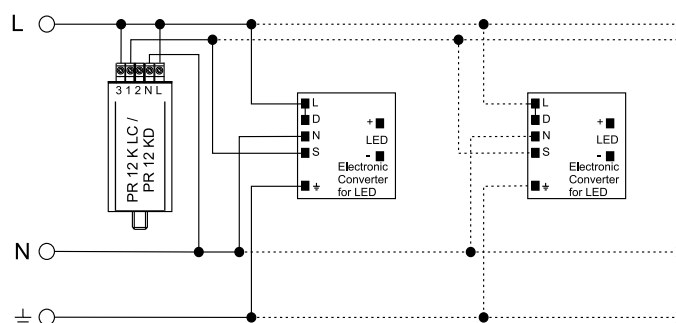 L
3 1 2 N L
PR 12 K LC /
PR 12 KD
L
D
N
S
+
LED
-
Electronic
Converter
for LED
L
D
N
S
+
LED
-
Electronic
Converter
for LED
N